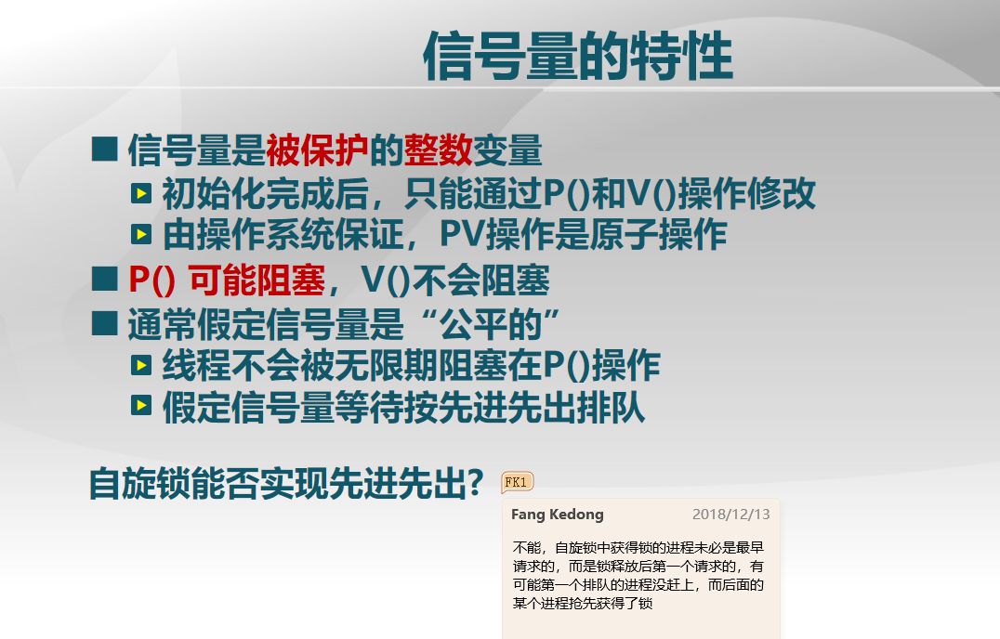 信号量的特性
信号量是被保护的整数变量
初始化完成后，只能通过P()和V()操作修改
由操作系统保证，PV操作是原子操作
P() 可能阻塞，V()不会阻塞
通常假定信号量是“公平的”
线程不会被无限期阻塞在P()操作
假定信号量等待按先进先出排队
自旋锁能否实现先进先出?
FK1
Fang Kedong 2018/12/13
不能，自旋锁中获得锁的进程未必是最早
请求的，而是锁释放后第一个请求的，有
可能第一个排队的进程没赶上，而后面的
某个进程抢先获得了锁